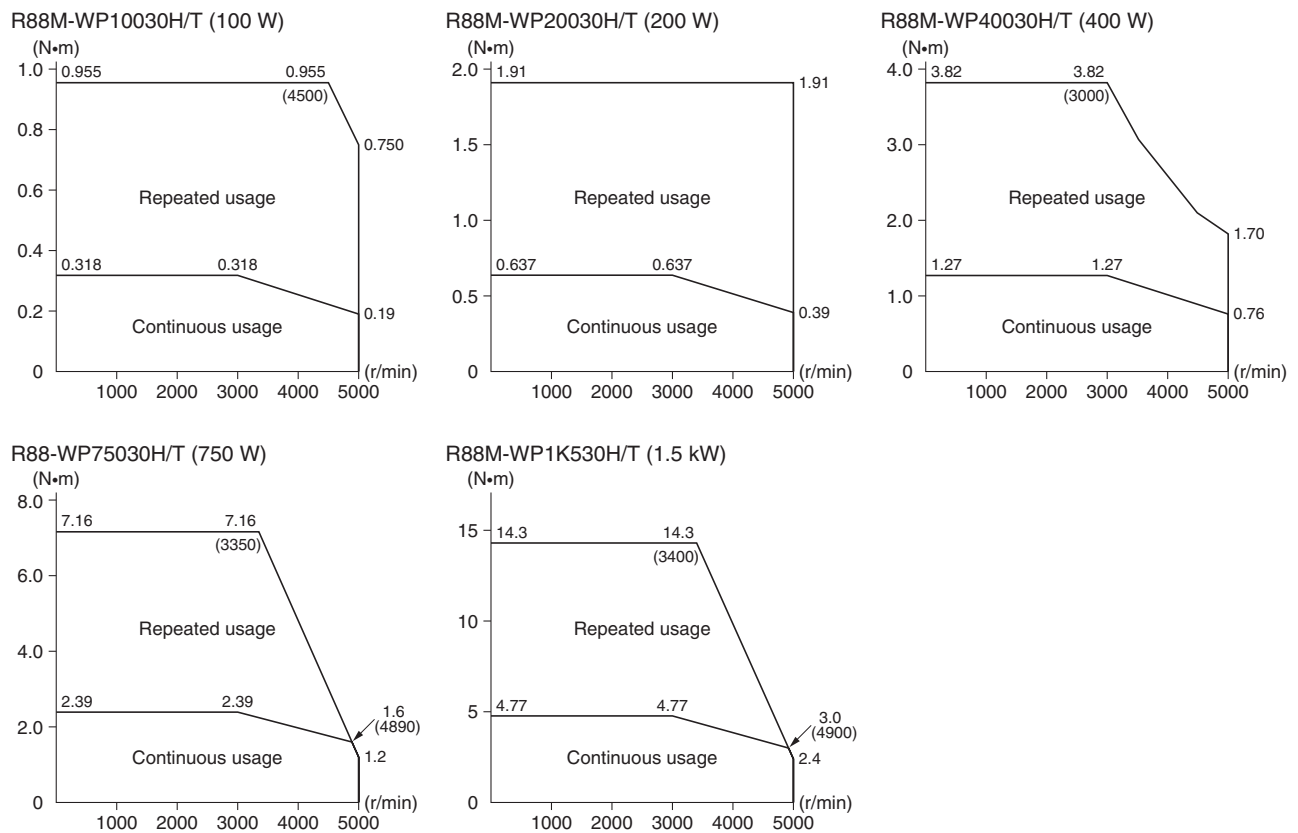 R88M-WP10030H/T (100 W)
(N•m)
1.0
0.8
0.6
0.4
0.2
0
0.955
0.955
(4500)
0.750
Repeated usage
0.318
0.318
0.19
Continuous usage
(r/min)
1000 2000 3000 4000 5000
R88M-WP20030H/T (200 W)
(N•m)
2.0
1.5
1.0
0.5
0
1.91
1.91
Repeated usage
0.637
0.637
0.39
Continuous usage
(r/min)
1000 2000 3000 4000 5000
R88M-WP40030H/T (400 W)
(N•m)
4.0
3.0
2.0
1.0
0
3.82
3.82
(3000)
Repeated usage
1.70
1.27
1.27
0.76
Continuous usage
(r/min)
1000 2000 3000 4000 5000
R88-WP75030H/T (750 W)
(N•m)
8.0
6.0
4.0
2.0
0
7.16
7.16
(3350)
Repeated usage
2.39
2.39
1.6
(4890)
1.2
Continuous usage
(r/min)
1000 2000 3000 4000 5000
R88M-WP1K530H/T (1.5 kW)
(N•m)
15
10
5
0
14.3
14.3
(3400)
Repeated usage
4.77
4.77
3.0
(4900)
2.4
Continuous usage
(r/min)
1000 2000 3000 4000 5000